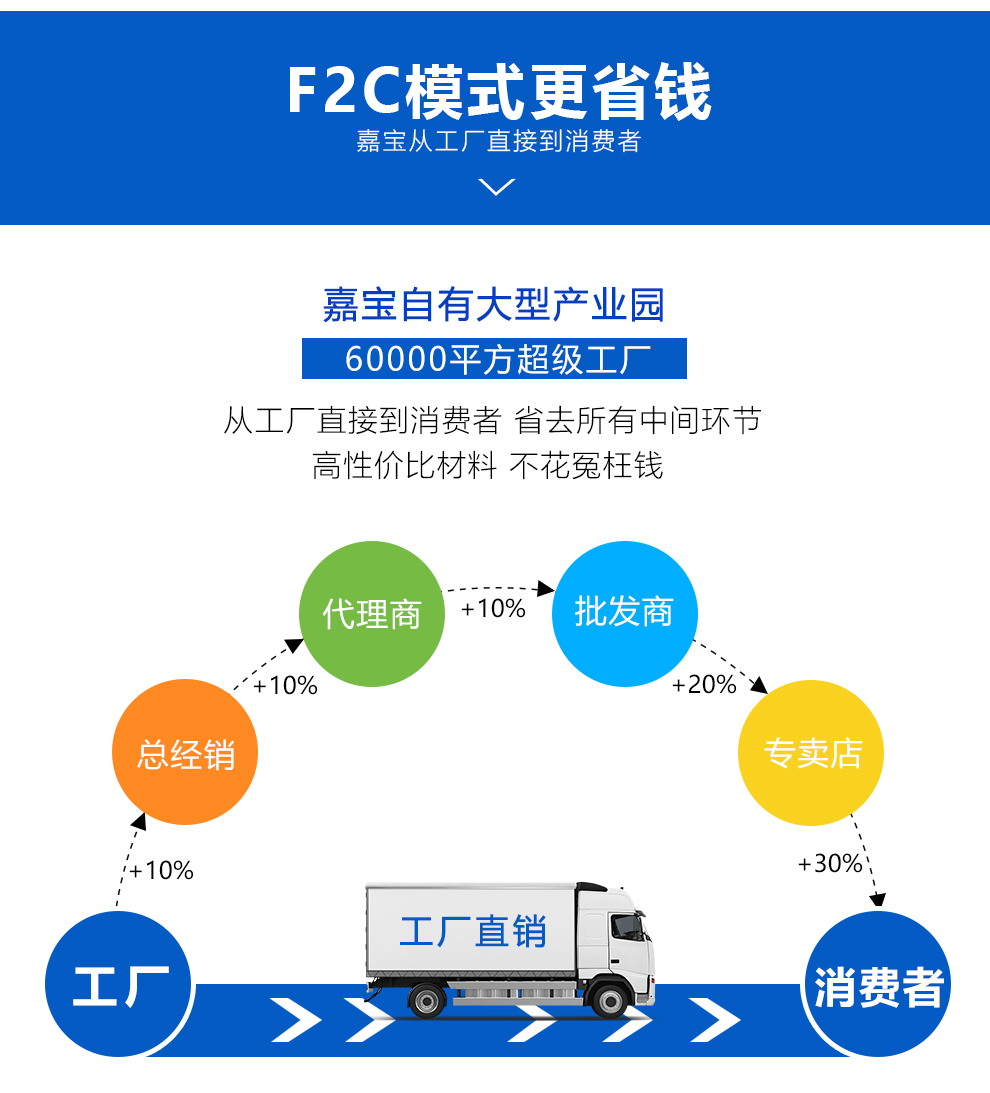 F2C模式更省钱
嘉宝从工厂直接到消费者
嘉宝自有大型产业园
60000平方超级工厂
从工厂直接到消费者 省去所有中间环节
高性价比材料 不花冤枉钱
代理商
+10%
批发商
+10%
+20%
总经销
专卖店
+10%
+30%
工厂直销
工厂
消费者